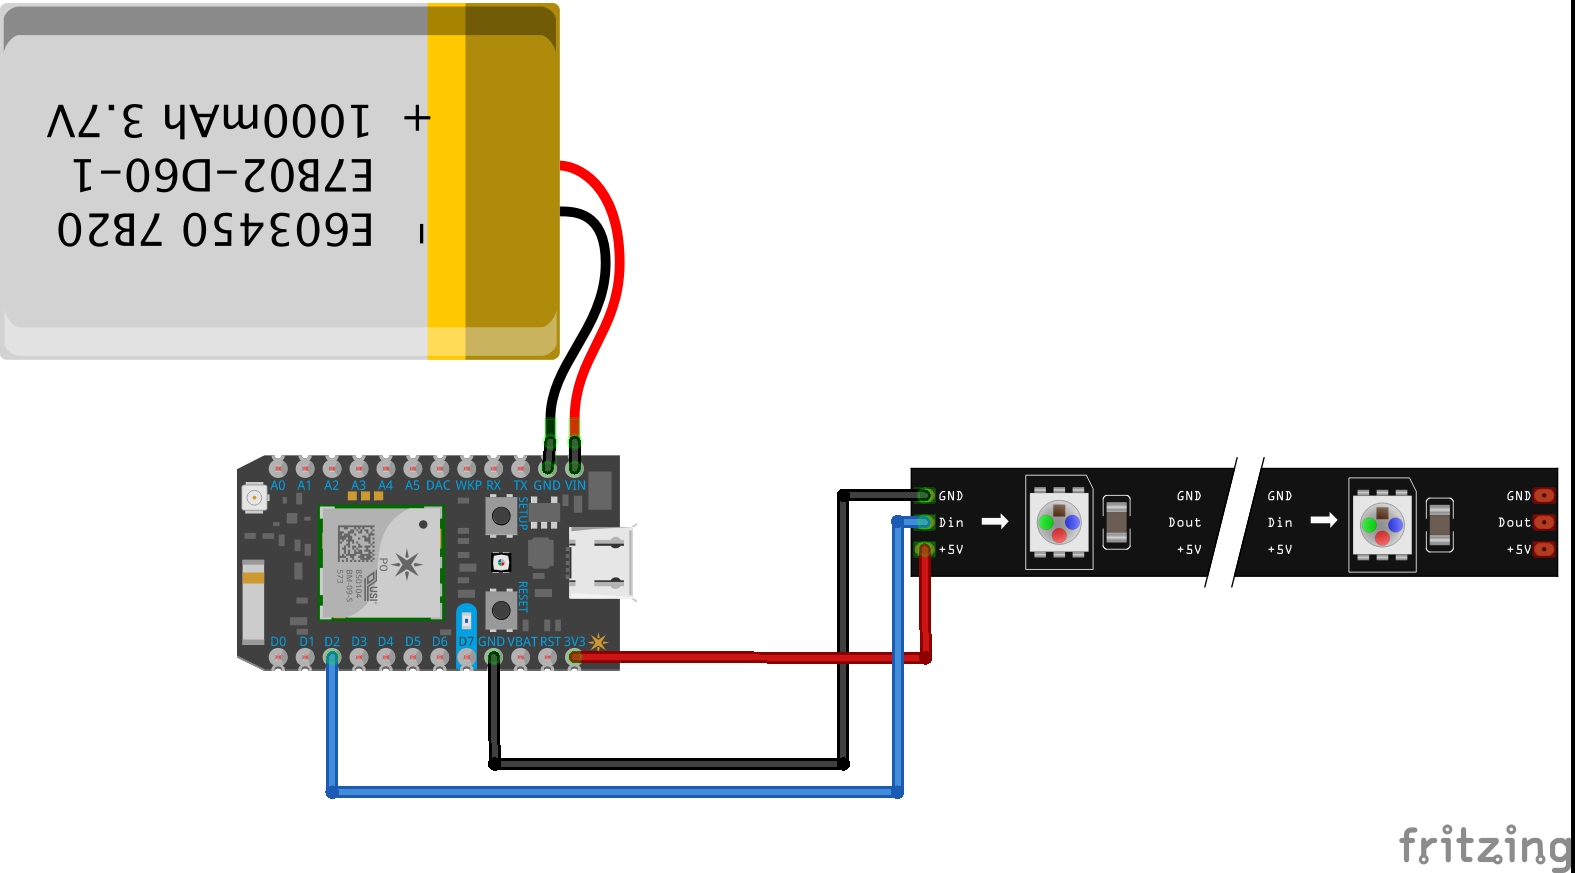 1000mAh 3.7V +
E7B02-D60-1
E603450 7B20 -
A0 A1 A2 A3 A4 A5 DAC WKP RX TX GND VIN
SETUP
P0
RESET
D0 D1 D2 D3 D4 D5 D6 D7 GND VBAT RST 3V3
GND GND GND GND
Din Dout Din Dout
+5V +5V +5V +5V
fritzing